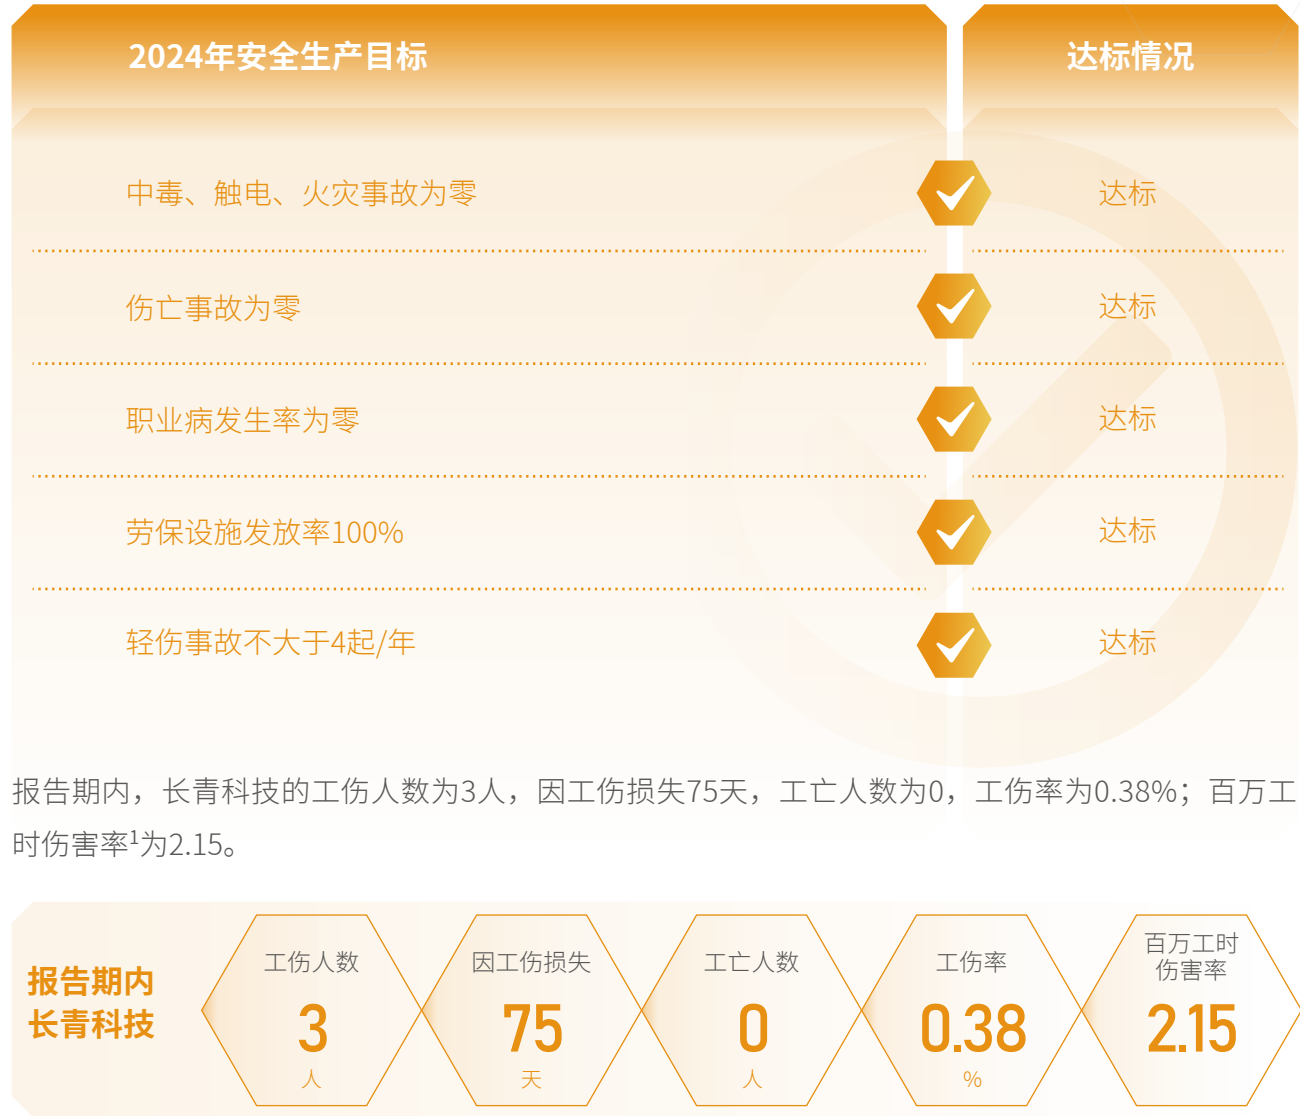 2024年安全生产目标 达标情况
中毒、触电、火灾事故为零 达标
伤亡事故为零 达标
职业病发生率为零 达标
劳保设施发放率100% 达标
轻伤事故不大于4起/年 达标
报告期内，长青科技的工伤人数为3人，因工伤损失75天，工亡人数为0，工伤率为0.38%；百万工
时伤害率¹为2.15。
报告期内
长青科技
工伤人数
3
人
因工伤损失
75
天
工亡人数
0
人
工伤率
0.38
%
百万工时
伤害率
2.15